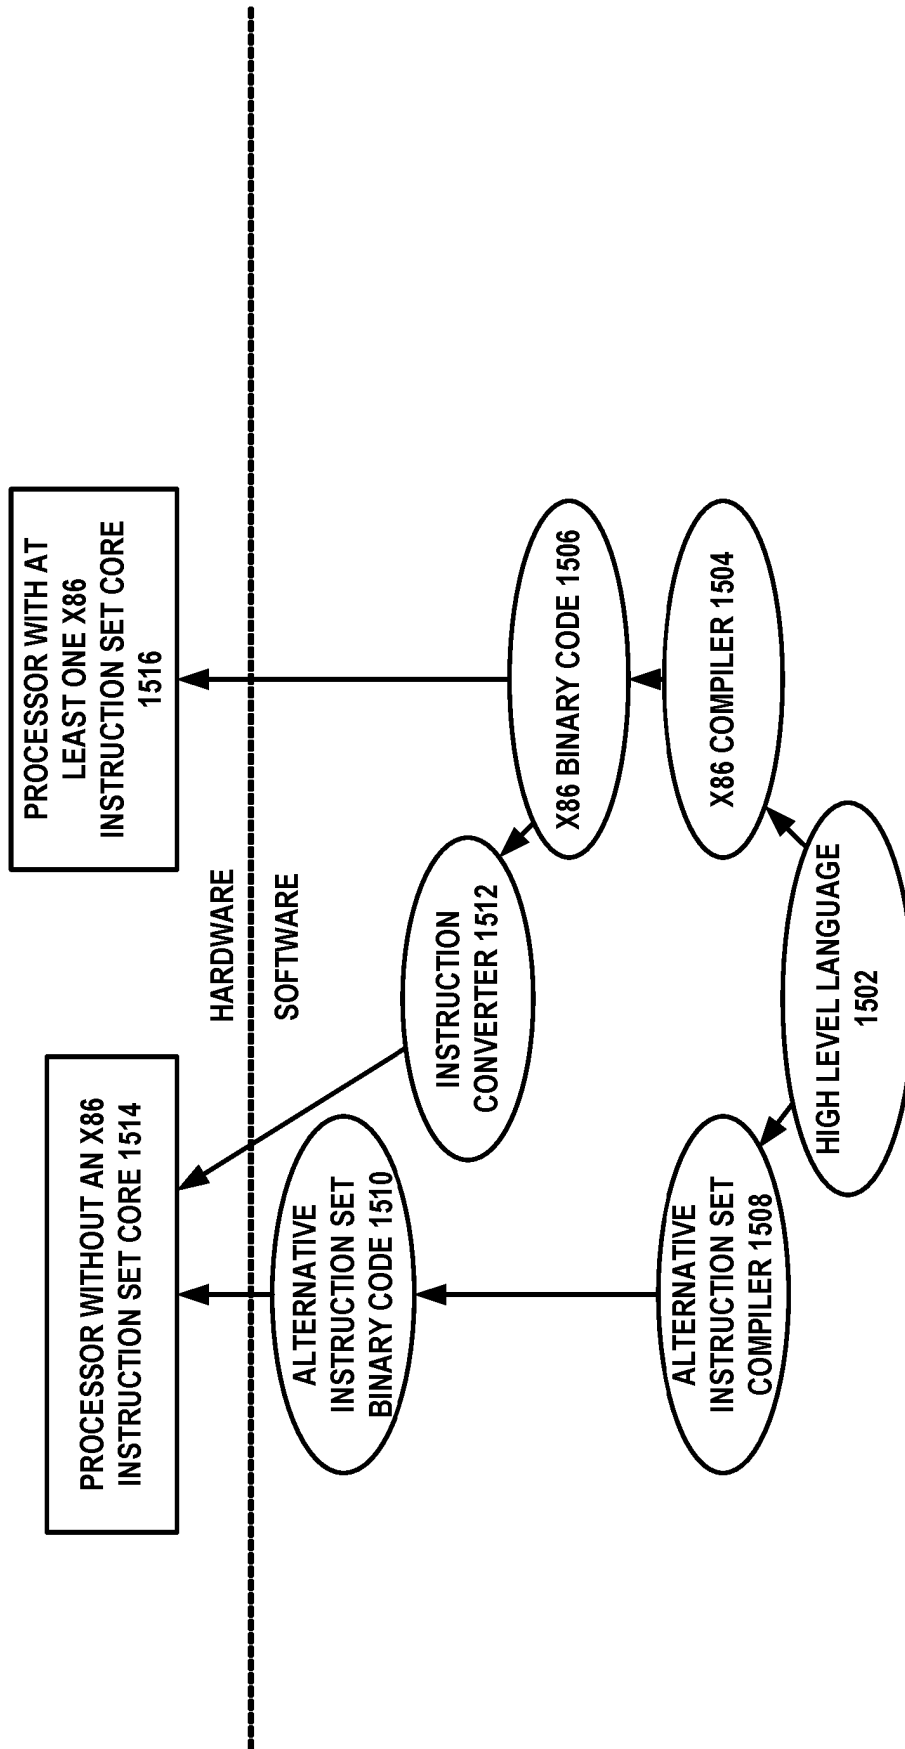 PROCESSOR WITHOUT AN X86
INSTRUCTION SET CORE 1514
PROCESSOR WITH AT
LEAST ONE X86
INSTRUCTION SET CORE
1516
HARDWARE
SOFTWARE
ALTERNATIVE
INSTRUCTION SET
BINARY CODE 1510
INSTRUCTION
CONVERTER 1512
X86 BINARY CODE 1506
ALTERNATIVE
INSTRUCTION SET
COMPILER 1508
X86 COMPILER 1504
HIGH LEVEL LANGUAGE
1502